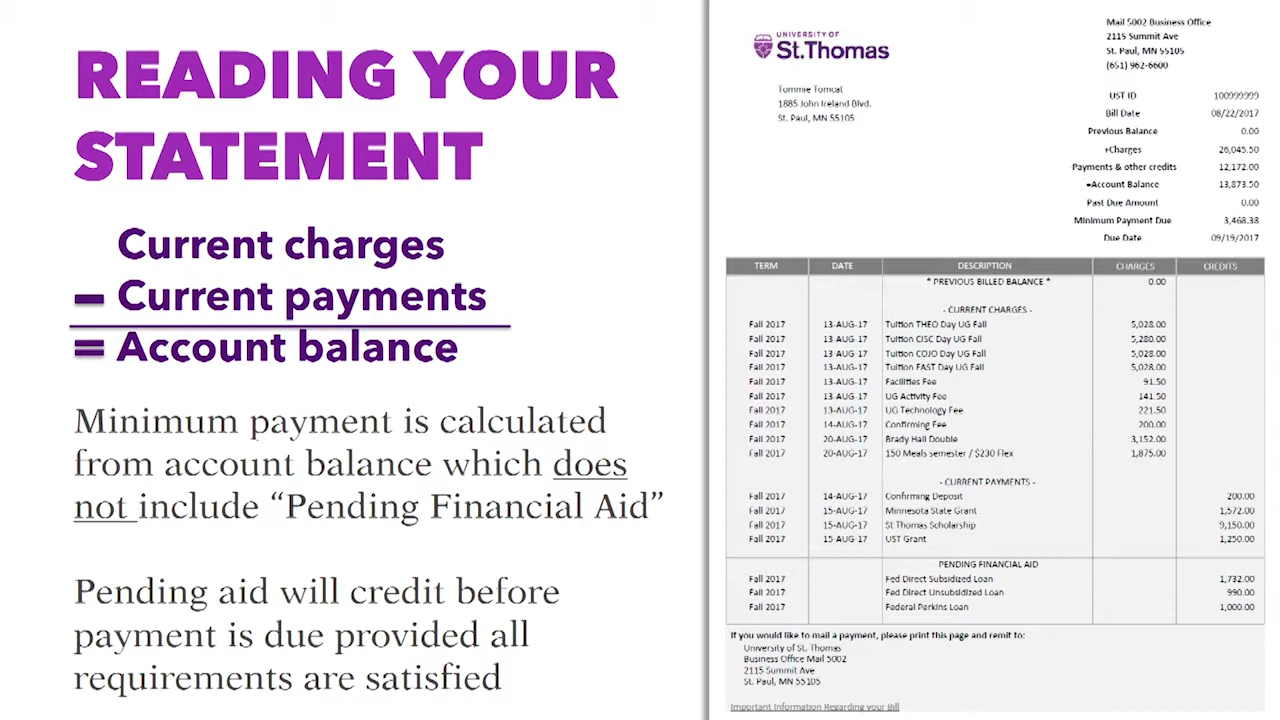 READING YOUR
STATEMENT
Current charges
– Current payments
= Account balance
Minimum payment is calculated
from account balance which does
not include “Pending Financial Aid”
Pending aid will credit before
payment is due provided all
requirements are satisfied
UNIVERSITY OF
St.Thomas
Mail 5002 Business Office
2115 Summit Ave
St. Paul, MN 55105
(651) 962-6600
Tommie Tomcat
1885 John Ireland Blvd.
St. Paul, MN 55105
UST ID 100999999
Bill Date 08/22/2017
Previous Balance 0.00
+Charges 26,045.50
-Payments & other credits 12,172.00
=Account Balance 13,873.50
Past Due Amount 0.00
Minimum Payment Due 3,468.38
Due Date 09/19/2017
TERM DATE DESCRIPTION CHARGES CREDITS
* PREVIOUS BILLED BALANCE * 0.00
- CURRENT CHARGES -
Fall 2017 13-AUG-17 Tuition THEO Day UG Fall 5,028.00
Fall 2017 13-AUG-17 Tuition CISC Day UG Fall 5,280.00
Fall 2017 13-AUG-17 Tuition COJO Day UG Fall 5,028.00
Fall 2017 13-AUG-17 Tuition FAST Day UG Fall 5,028.00
Fall 2017 13-AUG-17 Facilities Fee 91.50
Fall 2017 13-AUG-17 UG Activity Fee 141.50
Fall 2017 13-AUG-17 UG Technology Fee 221.50
Fall 2017 14-AUG-17 Confirming Fee 200.00
Fall 2017 20-AUG-17 Brady Hall Double 3,152.00
Fall 2017 20-AUG-17 150 Meals semester / $230 Flex 1,875.00
- CURRENT PAYMENTS -
Fall 2017 14-AUG-17 Confirming Deposit 200.00
Fall 2017 15-AUG-17 Minnesota State Grant 1,572.00
Fall 2017 15-AUG-17 St Thomas Scholarship 9,150.00
Fall 2017 15-AUG-17 UST Grant 1,250.00
PENDING FINANCIAL AID
Fall 2017 Fed Direct Subsidized Loan 1,732.00
Fall 2017 Fed Direct Unsubsidized Loan 990.00
Fall 2017 Federal Perkins Loan 1,000.00
If you would like to mail a payment, please print this page and remit to:
University of St. Thomas
Business Office Mail 5002
2115 Summit Ave
St. Paul, MN 55105
Important Information Regarding your Bill